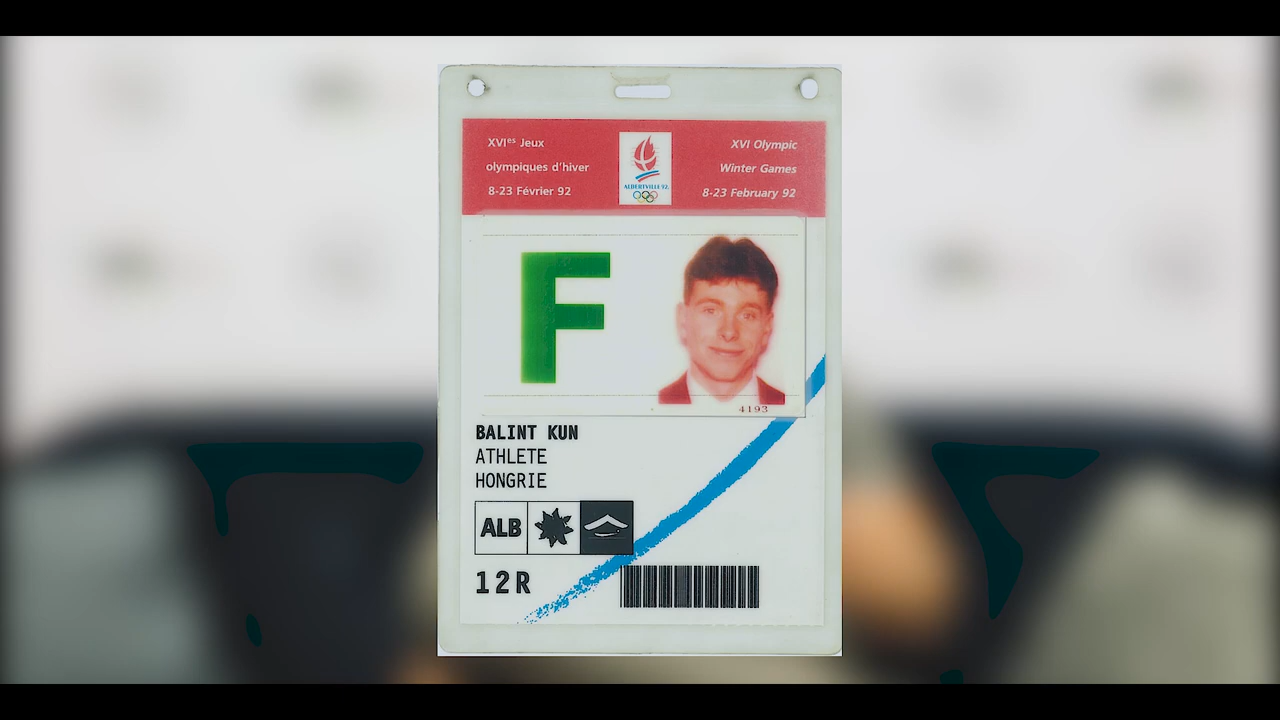 XVIes Jeux
olympiques d'hiver
8-23 Février 92
ALBERTVILLE 92
XVI Olympic
Winter Games
8-23 February 92
F
4193
BALINT KUN
ATHLETE
HONGRIE
ALB
12R